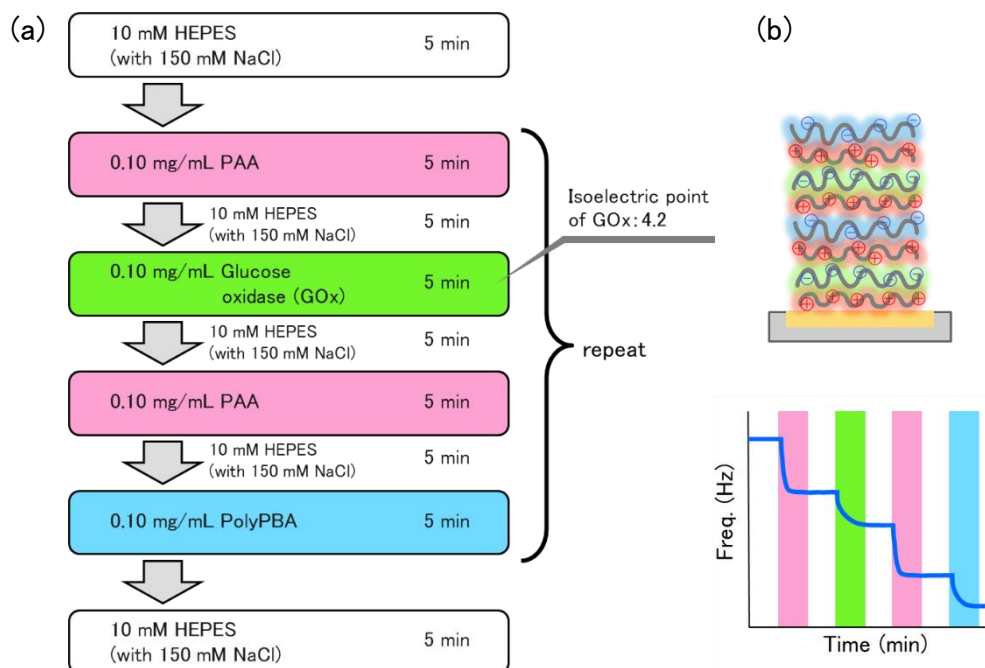 (a)
10 mM HEPES
(with 150 mM NaCl)
5 min
0.10 mg/mL PAA
5 min
10 mM HEPES
(with 150 mM NaCl)
5 min
0.10 mg/mL Glucose
oxidase (GOx)
5 min
10 mM HEPES
(with 150 mM NaCl)
5 min
0.10 mg/mL PAA
5 min
10 mM HEPES
(with 150 mM NaCl)
5 min
0.10 mg/mL PolyPBA
5 min
10 mM HEPES
(with 150 mM NaCl)
5 min
repeat
Isoelectric point
of GOx: 4.2
(b)
Freq. (Hz)
Time (min)